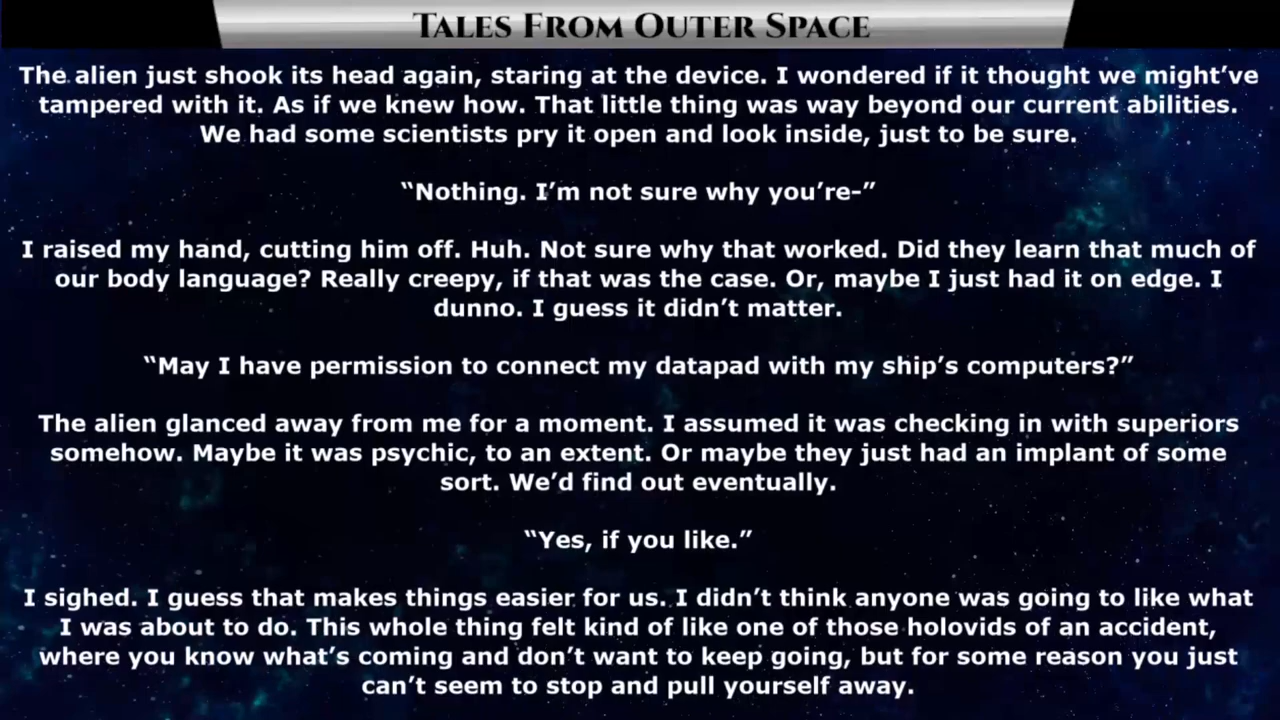 Tales From Outer Space
The alien just shook its head again, staring at the device. I wondered if it thought we might’ve
tampered with it. As if we knew how. That little thing was way beyond our current abilities.
We had some scientists pry it open and look inside, just to be sure.
“Nothing. I’m not sure why you’re-”
I raised my hand, cutting him off. Huh. Not sure why that worked. Did they learn that much of
our body language? Really creepy, if that was the case. Or, maybe I just had it on edge. I
dunno. I guess it didn’t matter.
“May I have permission to connect my datapad with my ship’s computers?”
The alien glanced away from me for a moment. I assumed it was checking in with superiors
somehow. Maybe it was psychic, to an extent. Or maybe they just had an implant of some
sort. We’d find out eventually.
“Yes, if you like.”
I sighed. I guess that makes things easier for us. I didn’t think anyone was going to like what
I was about to do. This whole thing felt kind of like one of those holovids of an accident,
where you know what’s coming and don’t want to keep going, but for some reason you just
can’t seem to stop and pull yourself away.